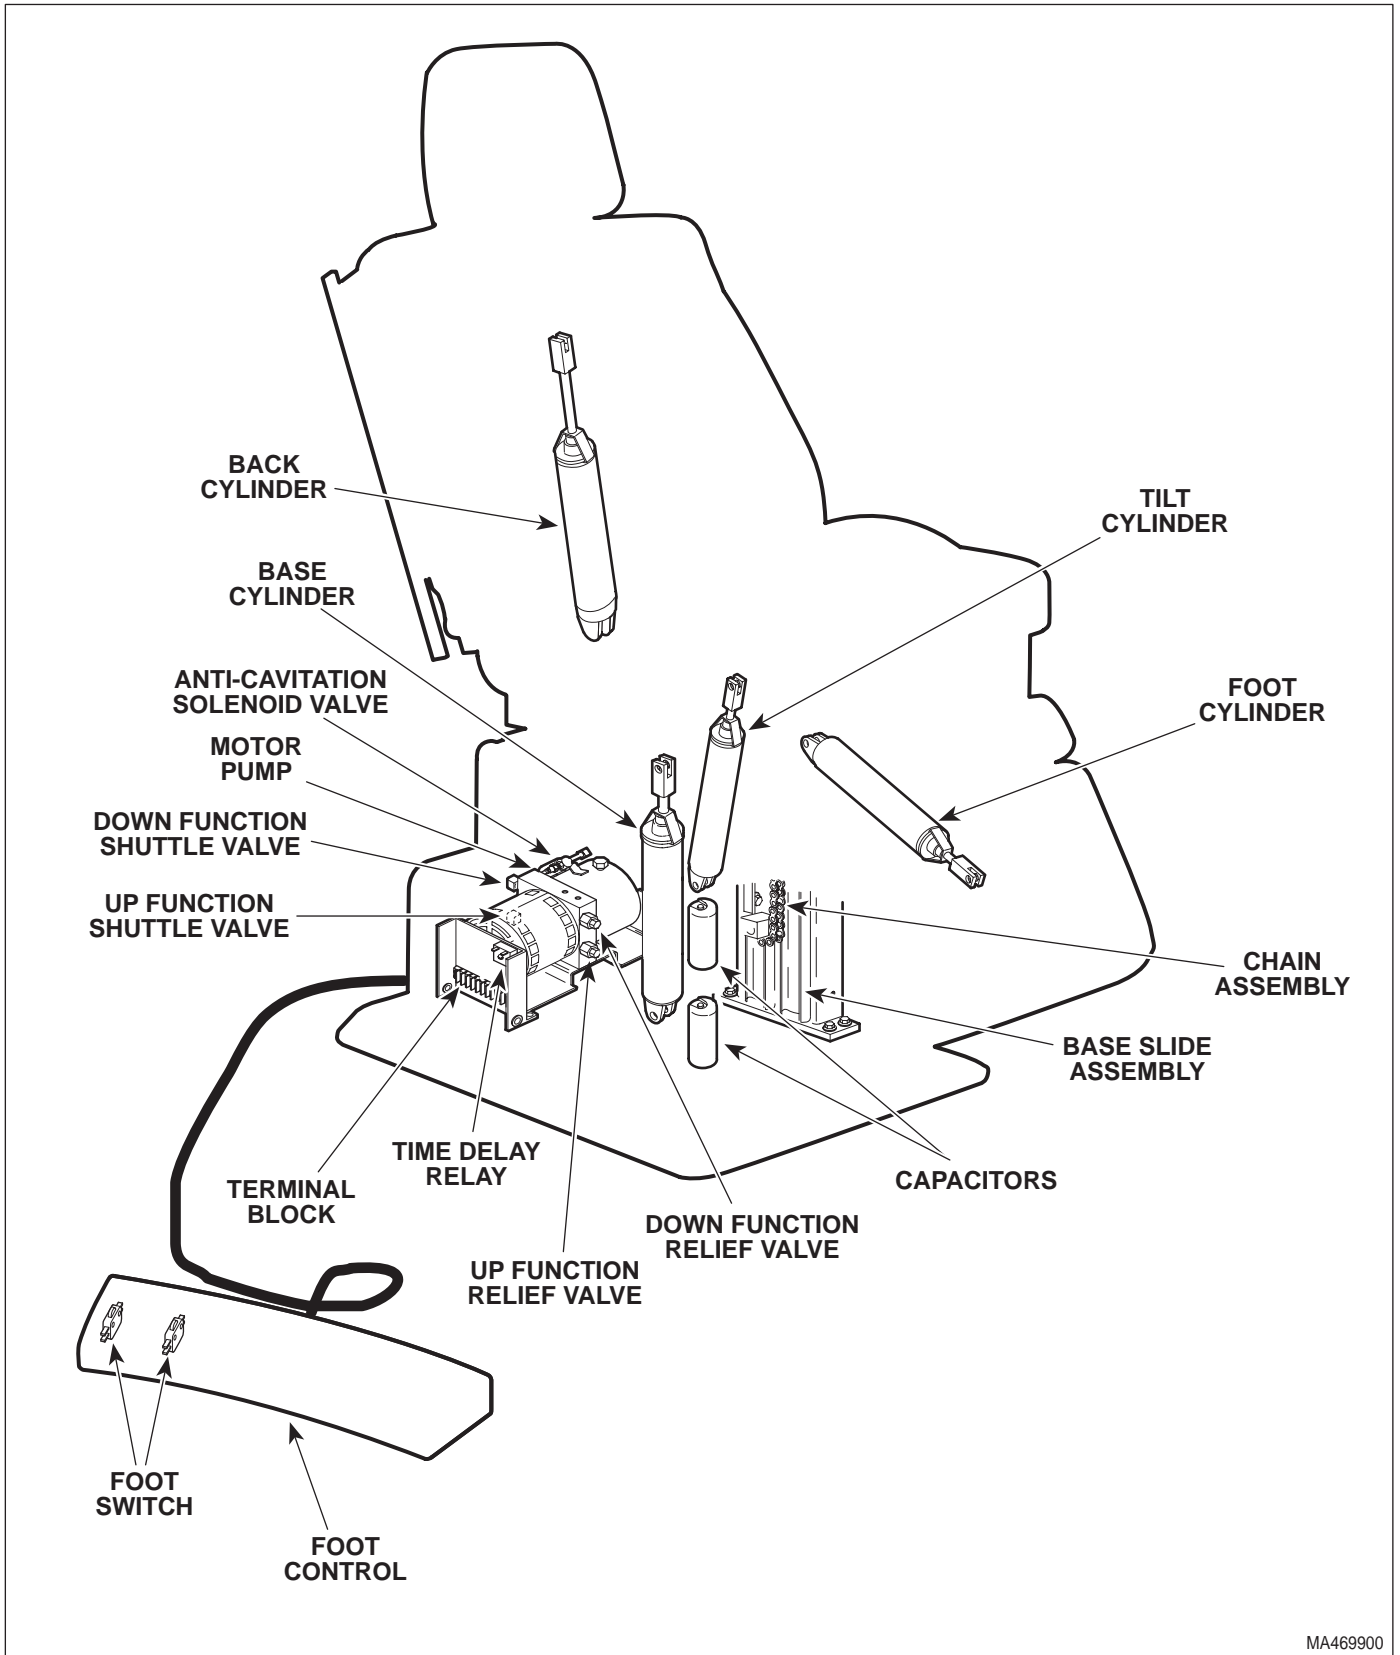 BACK
CYLINDER
TILT
CYLINDER
BASE
CYLINDER
ANTI-CAVITATION
SOLENOID VALVE
FOOT
CYLINDER
MOTOR
PUMP
DOWN FUNCTION
SHUTTLE VALVE
UP FUNCTION
SHUTTLE VALVE
CHAIN
ASSEMBLY
BASE SLIDE
ASSEMBLY
TIME DELAY
RELAY
CAPACITORS
TERMINAL
BLOCK
DOWN FUNCTION
RELIEF VALVE
UP FUNCTION
RELIEF VALVE
FOOT
SWITCH
FOOT
CONTROL
MA469900